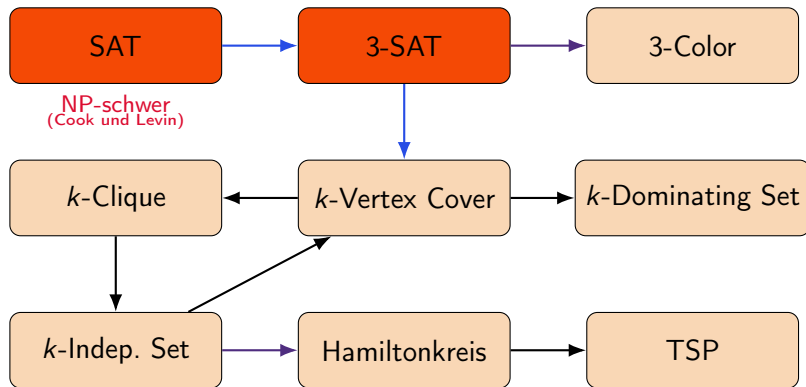 SAT
3-SAT
3-Color
NP-schwer
(Cook und Levin)
k-Clique
k-Vertex Cover
k-Dominating Set
k-Indep. Set
Hamiltonkreis
TSP